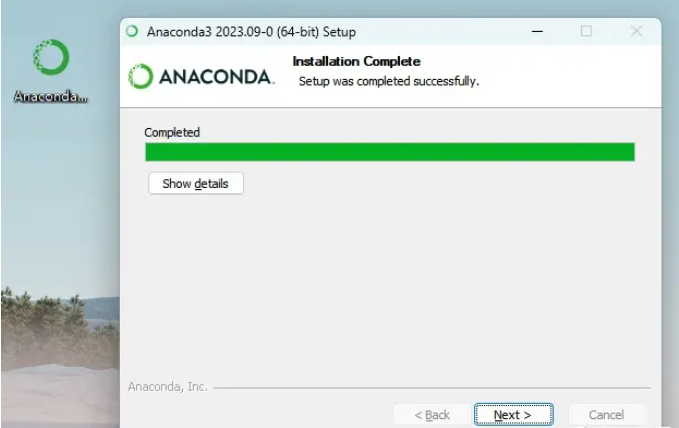 Anaconda3 2023.09-0 (64-bit) Setup
Installation Complete
ANACONDA.
Setup was completed successfully.
Anaconda...
Completed
Show details
Anaconda, Inc.
< Back
Next >
Cancel